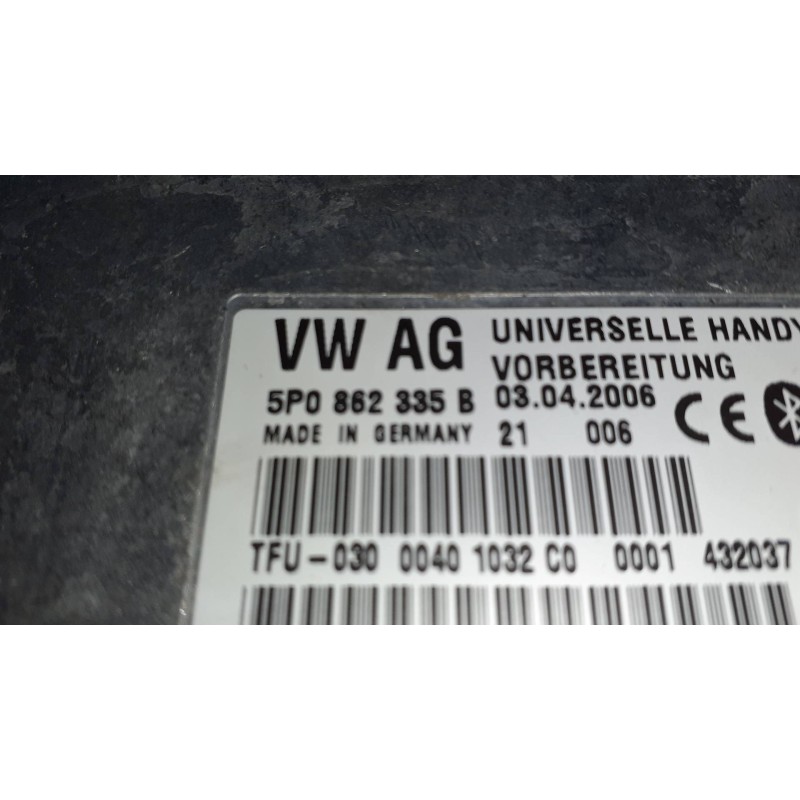 VW AG UNIVERSELLE HANDY
VORBEREITUNG
5P0 862 335 B 03.04.2006 CE
MADE IN GERMANY 21 006
TFU-030 0040 1032 C0 0001 432037